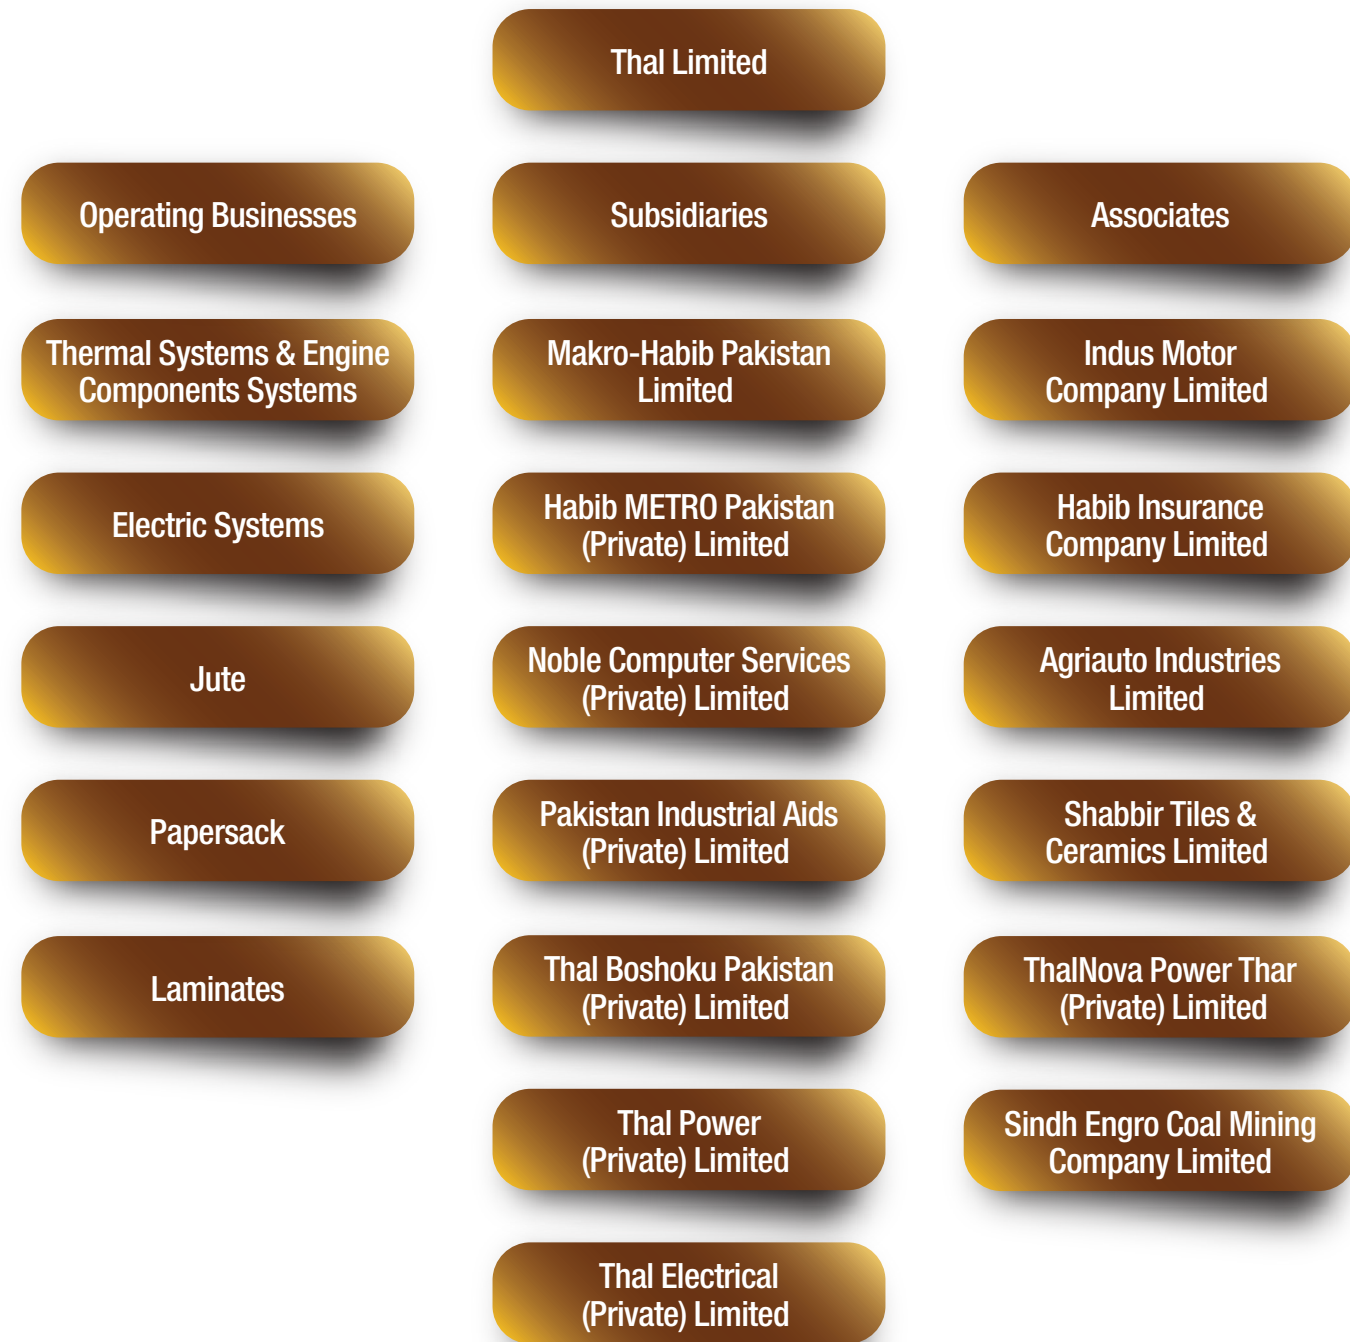 Thal Limited
Operating Businesses
Subsidiaries
Associates
Thermal Systems & Engine
Components Systems
Makro-Habib Pakistan
Limited
Indus Motor
Company Limited
Electric Systems
Habib METRO Pakistan
(Private) Limited
Habib Insurance
Company Limited
Jute
Noble Computer Services
(Private) Limited
Agriauto Industries
Limited
Papersack
Pakistan Industrial Aids
(Private) Limited
Shabbir Tiles &
Ceramics Limited
Laminates
Thal Boshoku Pakistan
(Private) Limited
ThalNova Power Thar
(Private) Limited
Thal Power
(Private) Limited
Sindh Engro Coal Mining
Company Limited
Thal Electrical
(Private) Limited